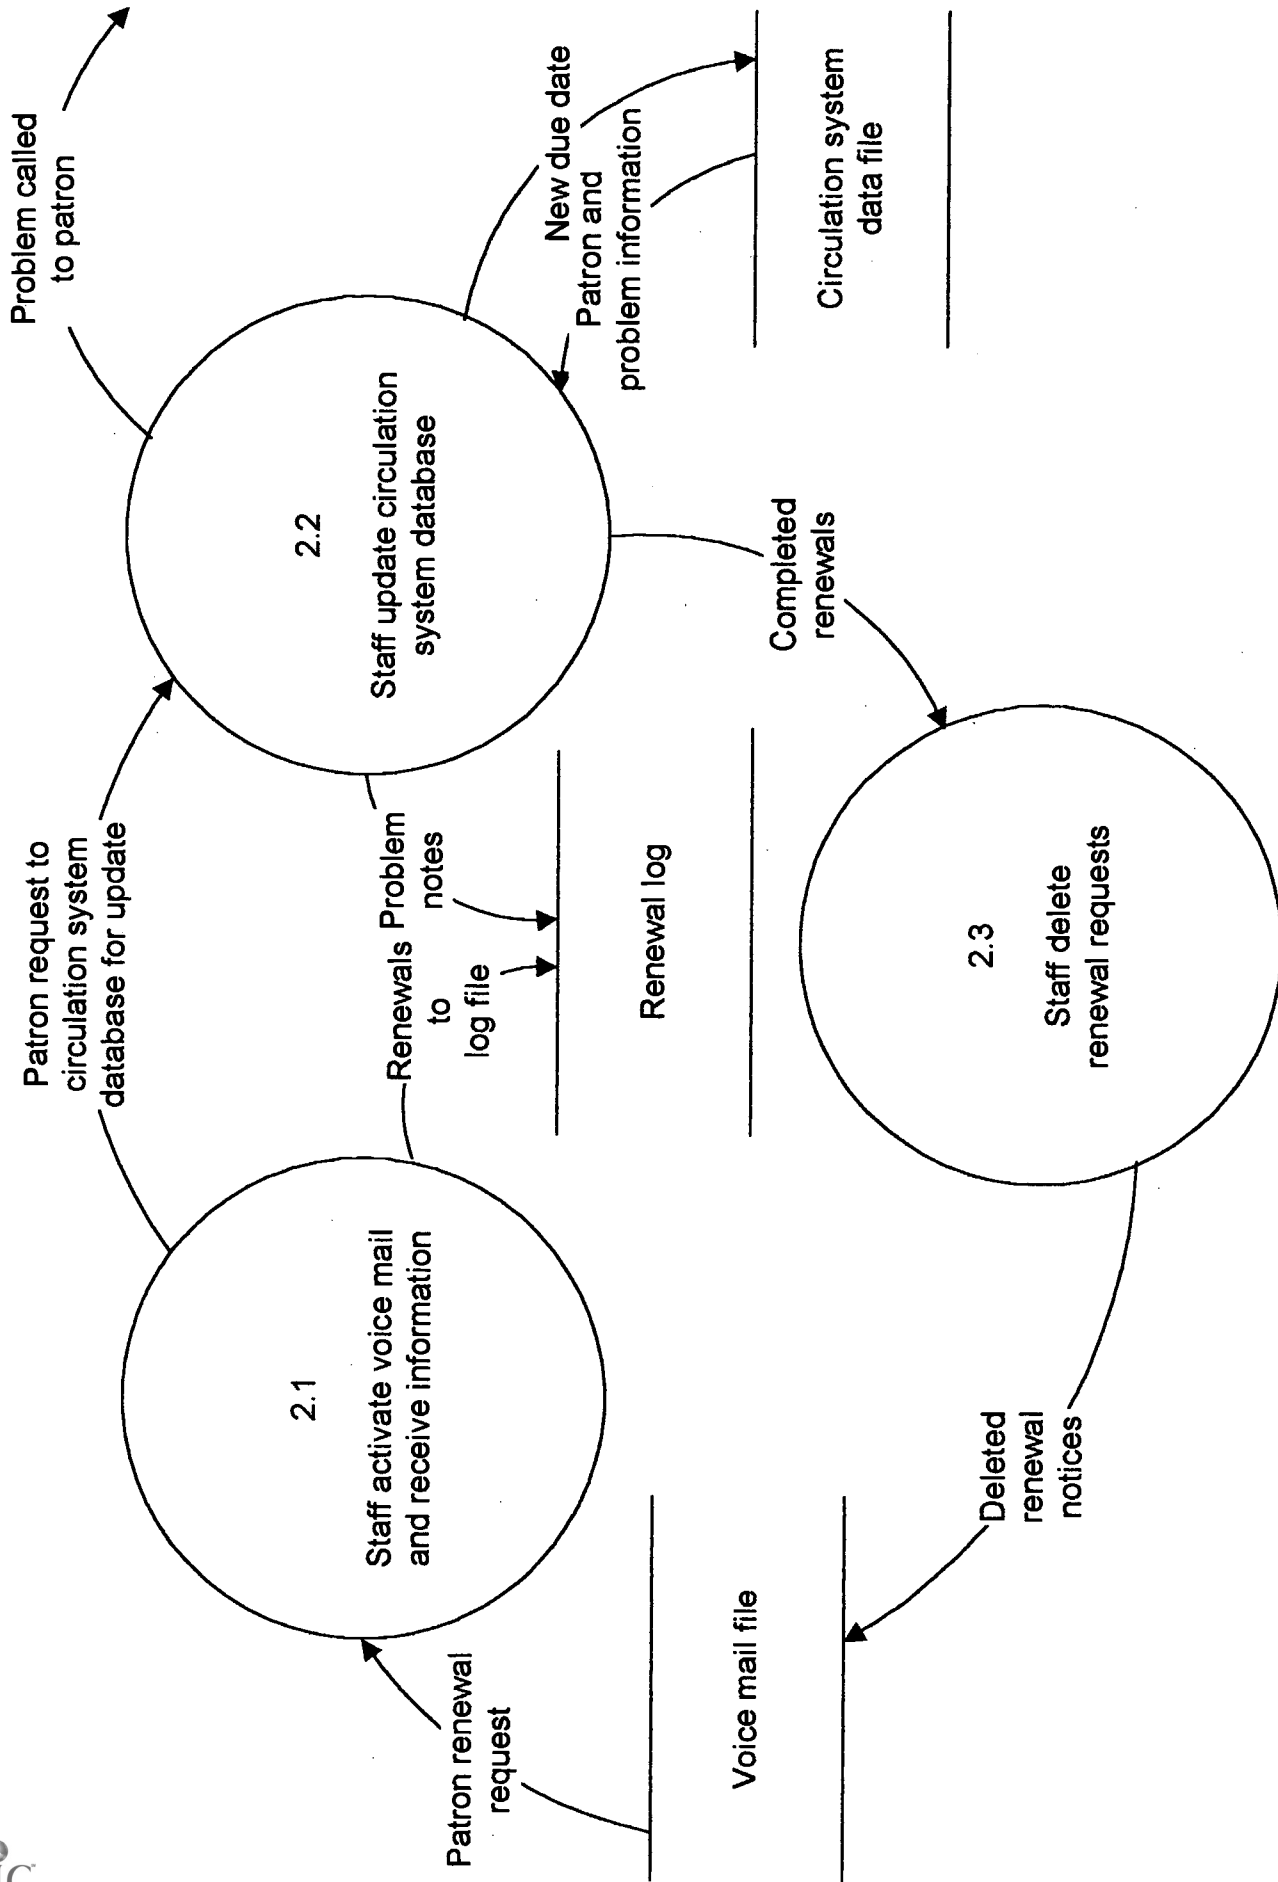 Problem called
to patron
Patron request to
circulation system
database for update
2.2
Staff update circulation
system database
New due date
Patron and
problem information
Circulation system
data file
Problem
notes
Renewals
to
log file
Renewal log
Completed
renewals
2.1
Staff activate voice mail
and receive information
Patron renewal
request
Voice mail file
2.3
Staff delete
renewal requests
Deleted
renewal
notices